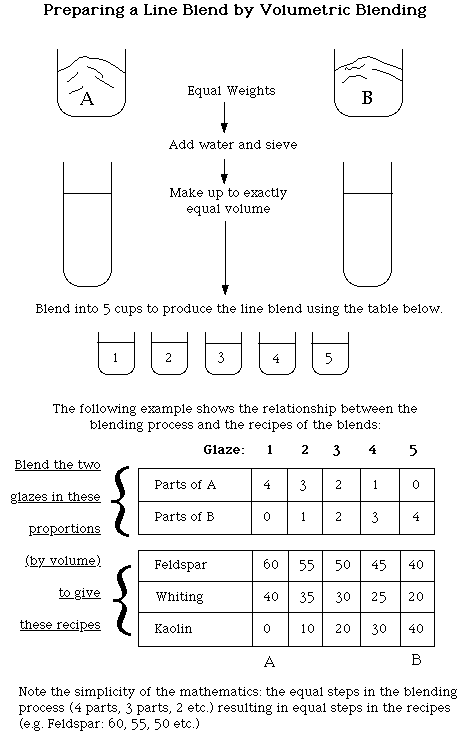 Preparing a Line Blend by Volumetric Blending
A
Equal Weights
B
Add water and sieve
Make up to exactly
equal volume
Blend into 5 cups to produce the line blend using the table below.
1 2 3 4 5
The following example shows the relationship between the
blending process and the recipes of the blends:
Glaze: 1 2 3 4 5
Blend the two
glazes in these
proportions
(by volume)
to give
these recipes
Parts of A 4 3 2 1 0
Parts of B 0 1 2 3 4
Feldspar 60 55 50 45 40
Whiting 40 35 30 25 20
Kaolin 0 10 20 30 40
A B
Note the simplicity of the mathematics: the equal steps in the blending
process (4 parts, 3 parts, 2 etc.) resulting in equal steps in the recipes
(e.g. Feldspar: 60, 55, 50 etc.)